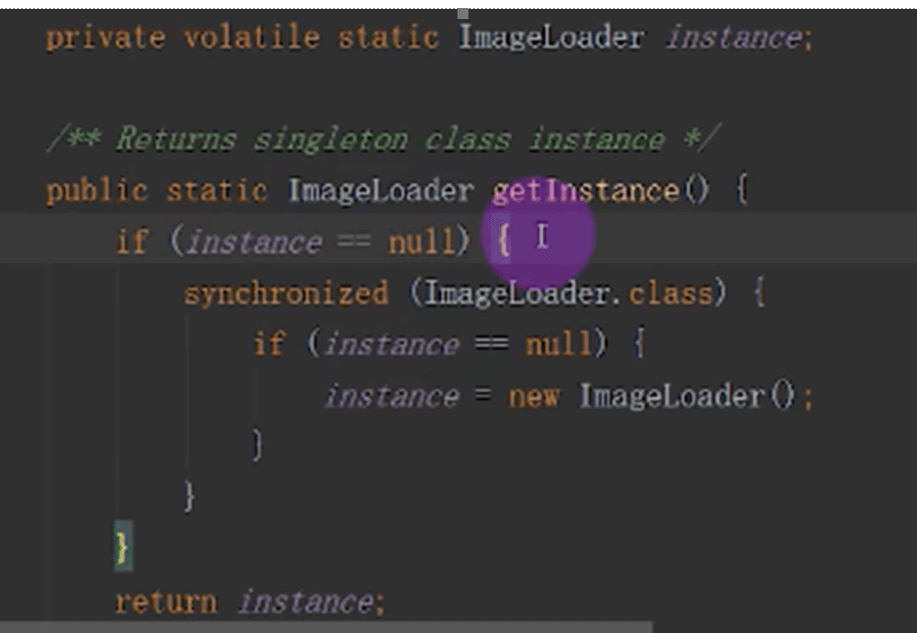 private volatile static ImageLoader instance;
/** Returns singleton class instance */
public static ImageLoader getInstance() {
if (instance == null) {
synchronized (ImageLoader.class) {
if (instance == null) {
instance = new ImageLoader();
}
}
}
return instance;